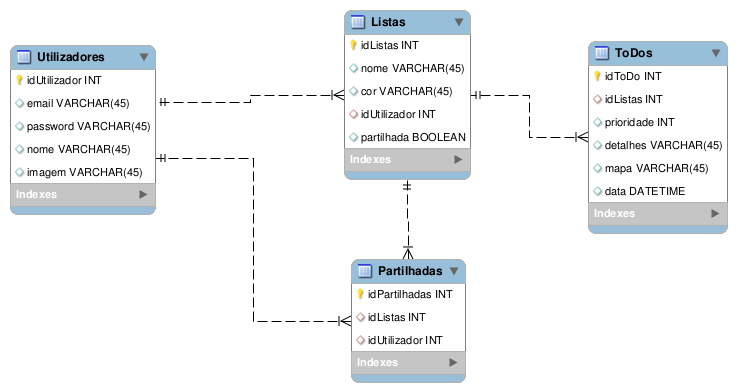 Utilizadores
idUtilizador INT
email VARCHAR(45)
password VARCHAR(45)
nome VARCHAR(45)
imagem VARCHAR(45)
Indexes
Listas
idListas INT
nome VARCHAR(45)
cor VARCHAR(45)
idUtilizador INT
partilhada BOOLEAN
Indexes
ToDos
idToDo INT
idListas INT
prioridade INT
detalhes VARCHAR(45)
mapa VARCHAR(45)
data DATETIME
Indexes
Partilhadas
idPartilhadas INT
idListas INT
idUtilizador INT
Indexes